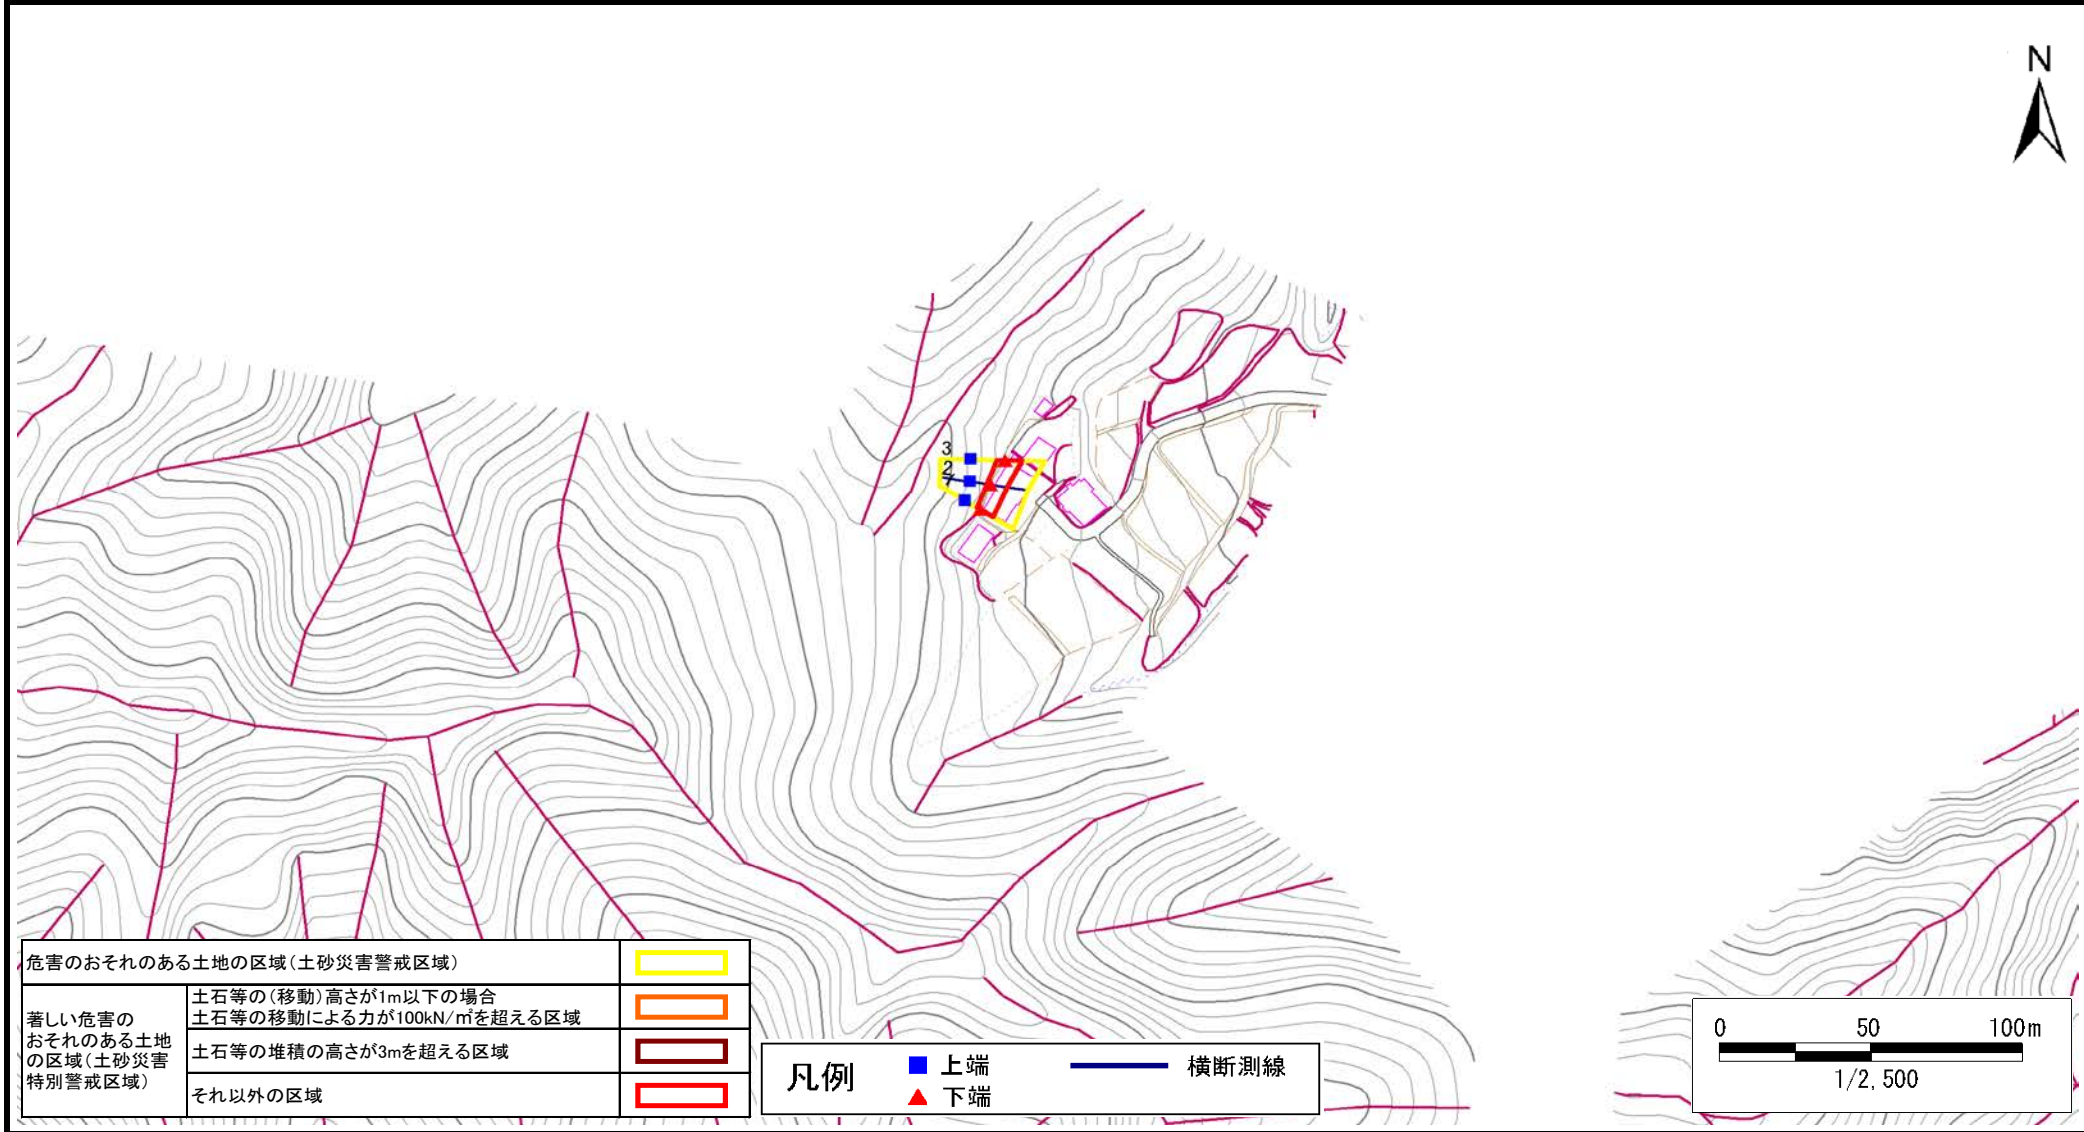 N
3
2
危害のおそれのある土地の区域(土砂災害警戒区域)
著しい危害の
おそれのある土地
の区域(土砂災害
特別警戒区域)
土石等の(移動)高さが1m以下の場合
土石等の移動による力が100kN/㎡を超える区域
土石等の堆積の高さが3mを超える区域
それ以外の区域
凡例
上端
下端
横断測線
0 50 100m
1/2,500